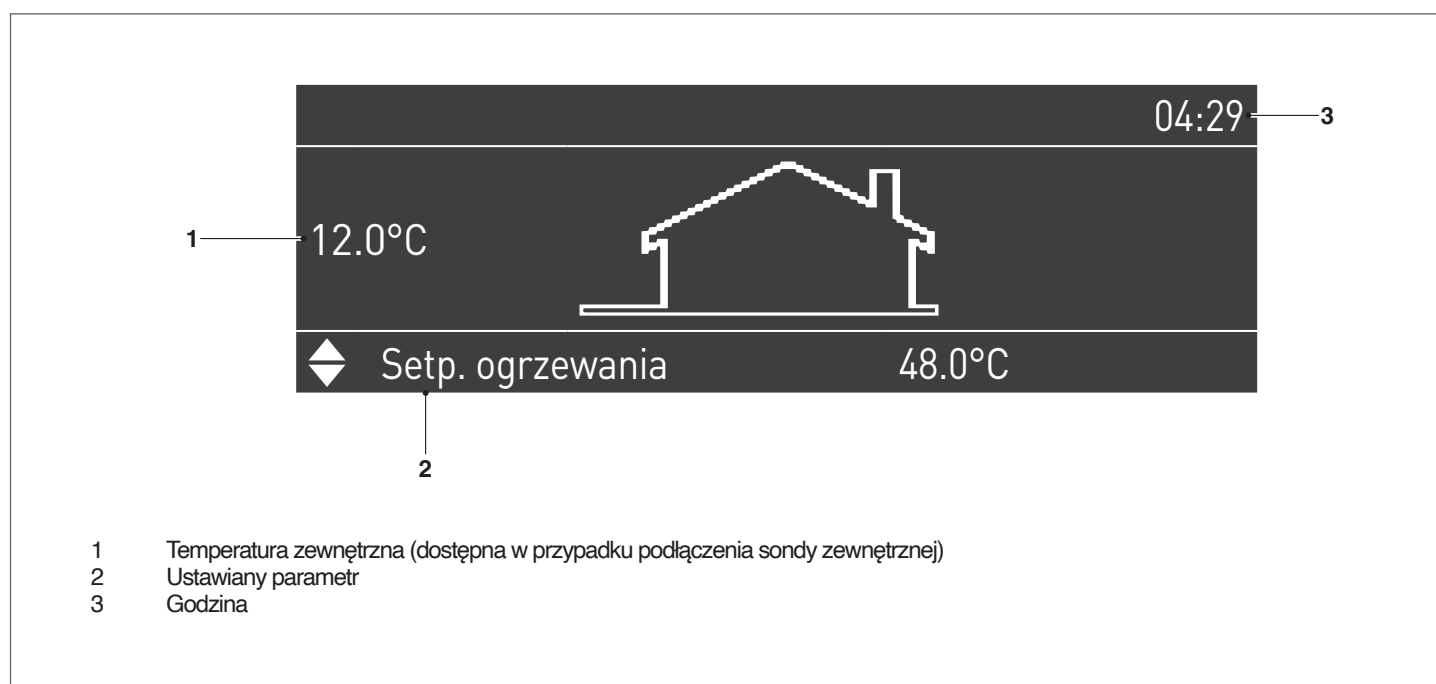 04:29
3
1
12.0°C
Setp. ogrzewania 48.0°C
2
1 Temperatura zewnętrzna (dostępna w przypadku podłączenia sondy zewnętrznej)
2 Ustawiany parametr
3 Godzina